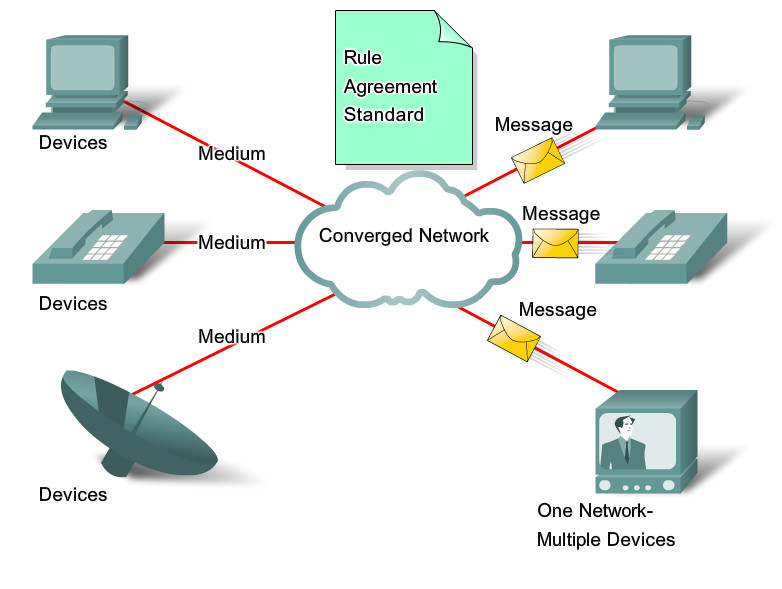 Rule
Agreement
Standard
Message
Devices
Medium
Message
Converged Network
Medium
Devices
Message
Medium
Devices
One Network-
Multiple Devices